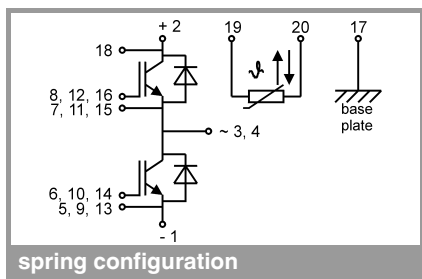 + 2
19
20
17
18
8, 12, 16
7, 11, 15
ϑ
base
plate
~ 3, 4
6, 10, 14
5, 9, 13
- 1
spring configuration